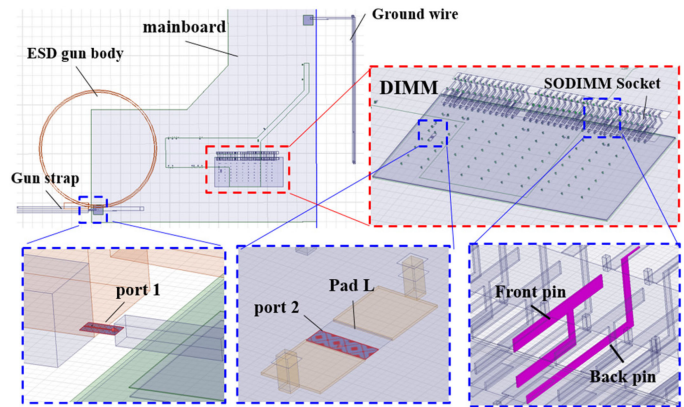 Ground wire
mainboard
ESD gun body
DIMM
SODIMM Socket
Gun strap
port 1
Pad L
port 2
Front pin
Back pin